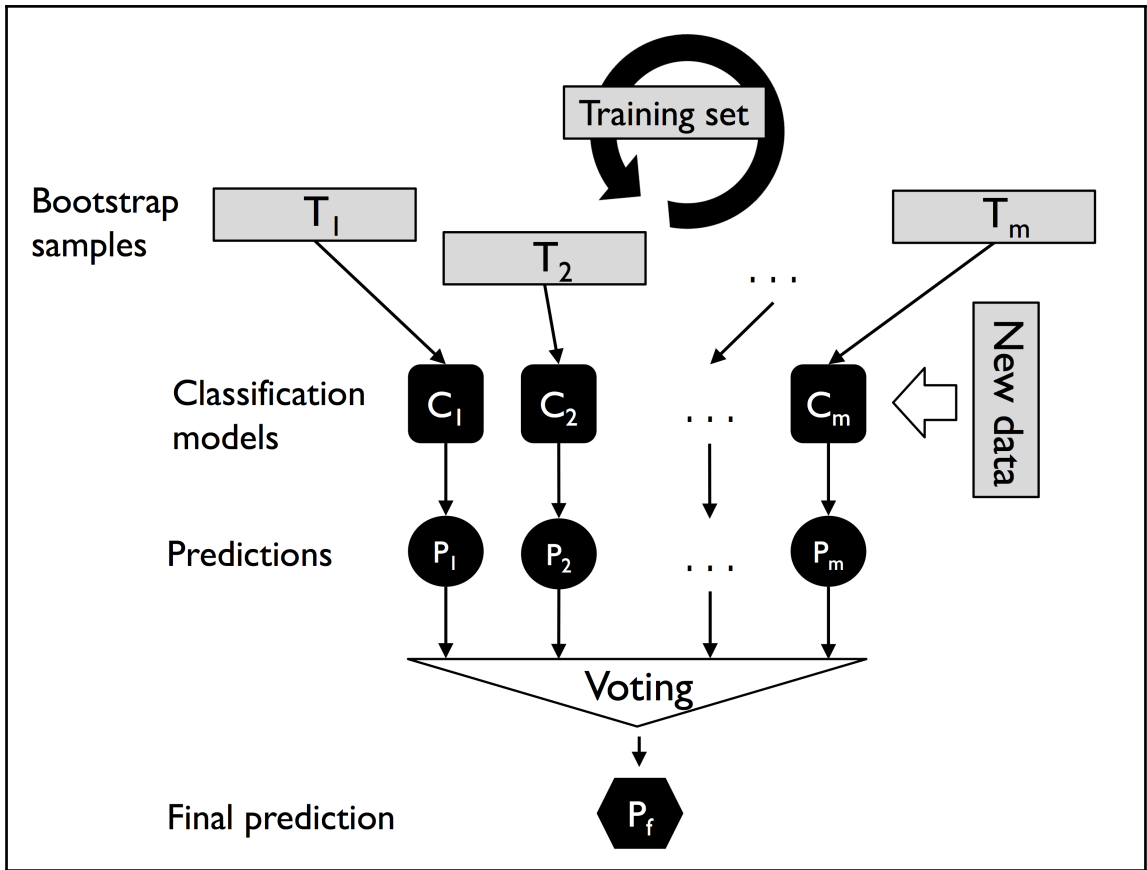 Training set
Bootstrap
samples
T₁
T₂
Tₘ
. . .
New data
Classification
models
C₁
C₂
. . .
Cₘ
Predictions
P₁
P₂
. . .
Pₘ
Voting
Final prediction
P_f